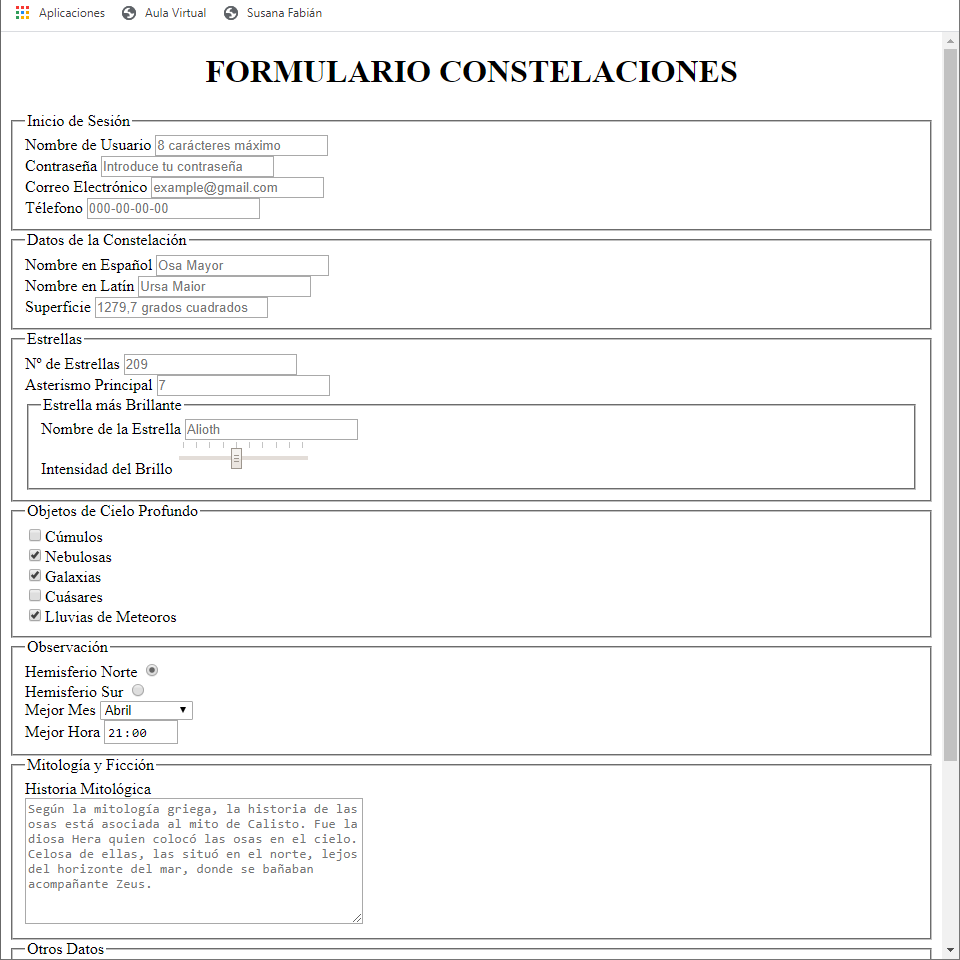 Aplicaciones Aula Virtual Susana Fabián
FORMULARIO CONSTELACIONES
Inicio de Sesión
Nombre de Usuario 8 carácteres máximo
Contraseña Introduce tu contraseña
Correo Electrónico example@gmail.com
Télefono 000-00-00-00
Datos de la Constelación
Nombre en Español Osa Mayor
Nombre en Latín Ursa Maior
Superficie 1279,7 grados cuadrados
Estrellas
Nº de Estrellas 209
Asterismo Principal 7
Estrella más Brillante
Nombre de la Estrella Alioth
Intensidad del Brillo
Objetos de Cielo Profundo
Cúmulos
Nebulosas
Galaxias
Cuásares
Lluvias de Meteoros
Observación
Hemisferio Norte
Hemisferio Sur
Mejor Mes Abril
Mejor Hora 21:00
Mitología y Ficción
Historia Mitológica
Según la mitología griega, la historia de las
osas está asociada al mito de Calisto. Fue la
diosa Hera quien colocó las osas en el cielo.
Celosa de ellas, las situó en el norte, lejos
del horizonte del mar, donde se bañaban
acompañante Zeus.
Otros Datos